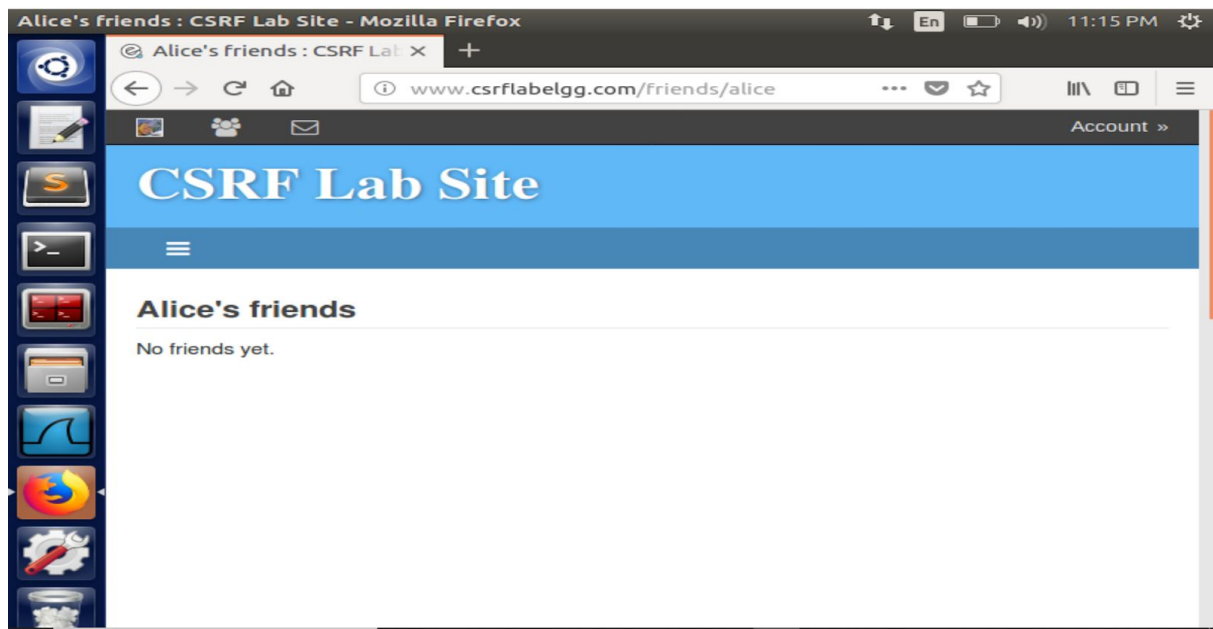 Alice's friends : CSRF Lab Site - Mozilla Firefox En 11:15 PM
Alice's friends : CSRF Lab
www.csrflabelgg.com/friends/alice
Account »
CSRF Lab Site
Alice's friends
No friends yet.